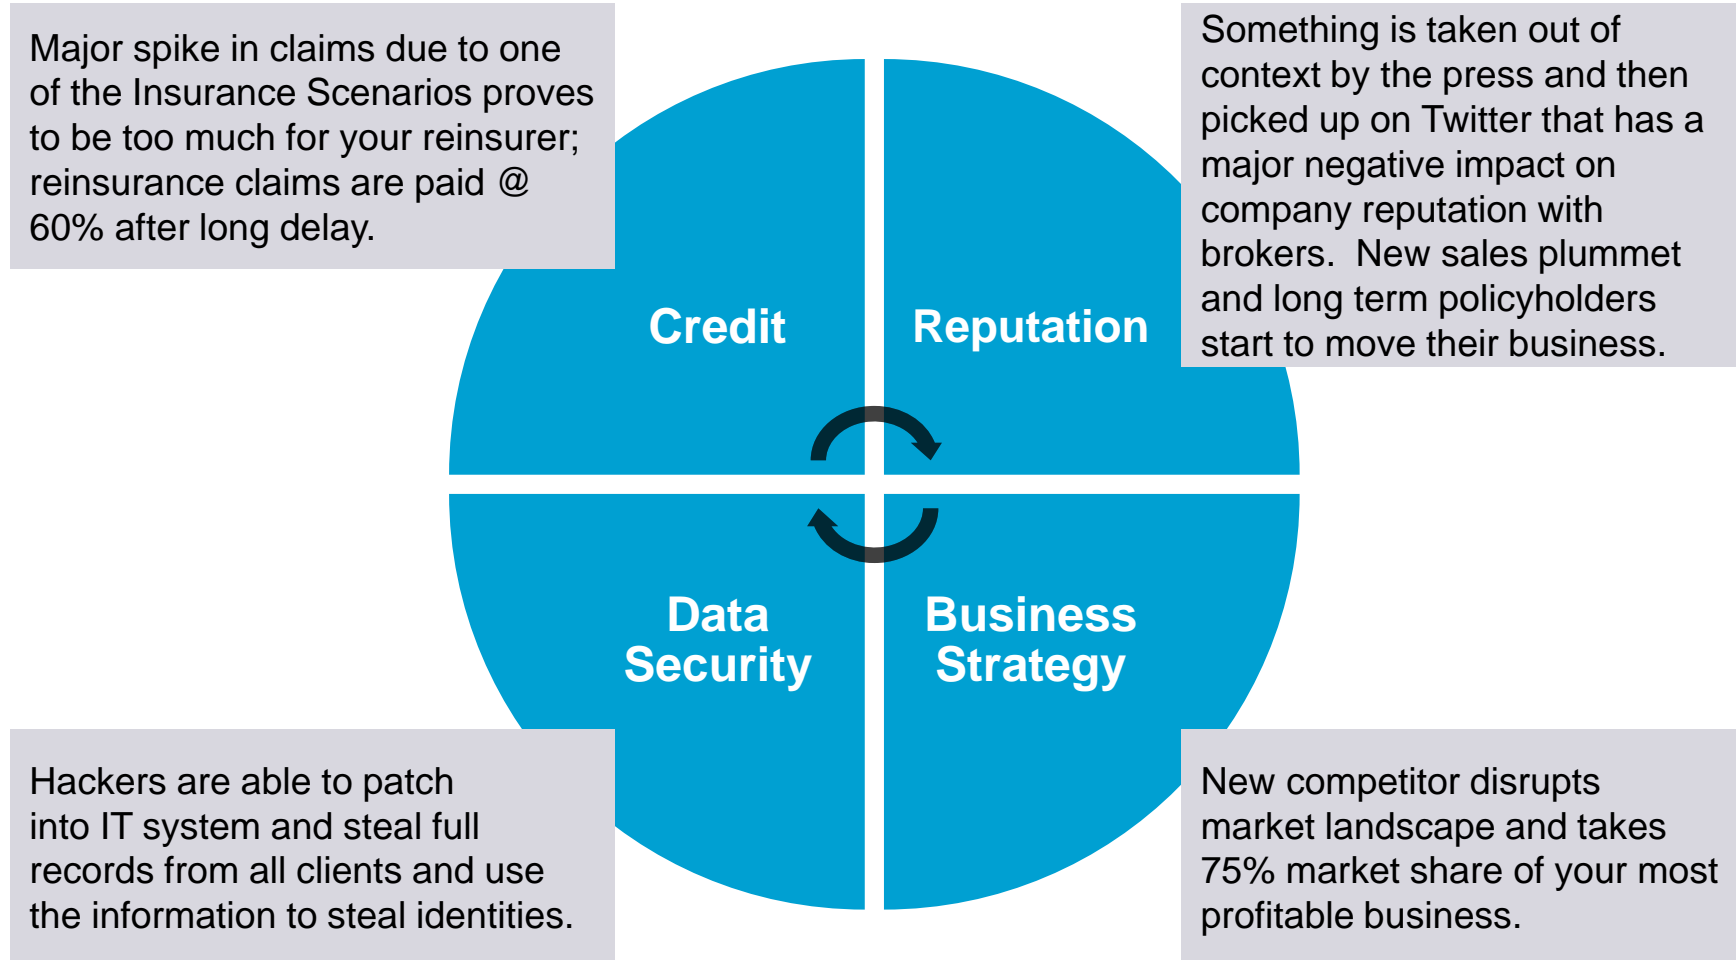 Major spike in claims due to one
of the Insurance Scenarios proves
to be too much for your reinsurer;
reinsurance claims are paid @
60% after long delay.
Something is taken out of
context by the press and then
picked up on Twitter that has a
major negative impact on
company reputation with
brokers.  New sales plummet
and long term policyholders
start to move their business.
Credit
Reputation
Data
Security
Business
Strategy
Hackers are able to patch
into IT system and steal full
records from all clients and use
the information to steal identities.
New competitor disrupts
market landscape and takes
75% market share of your most
profitable business.